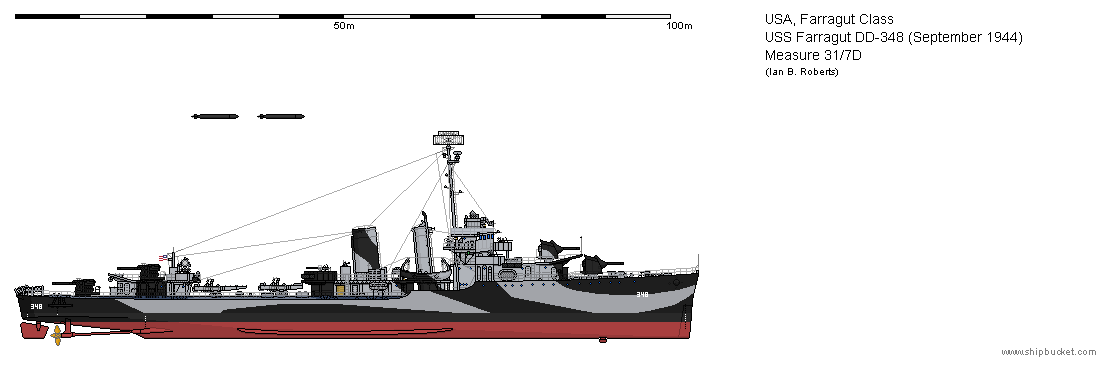 50m
100m
USA, Farragut Class
USS Farragut DD-348 (September 1944)
Measure 31/7D
(Ian B. Roberts)
348
348
www.shipbucket.com